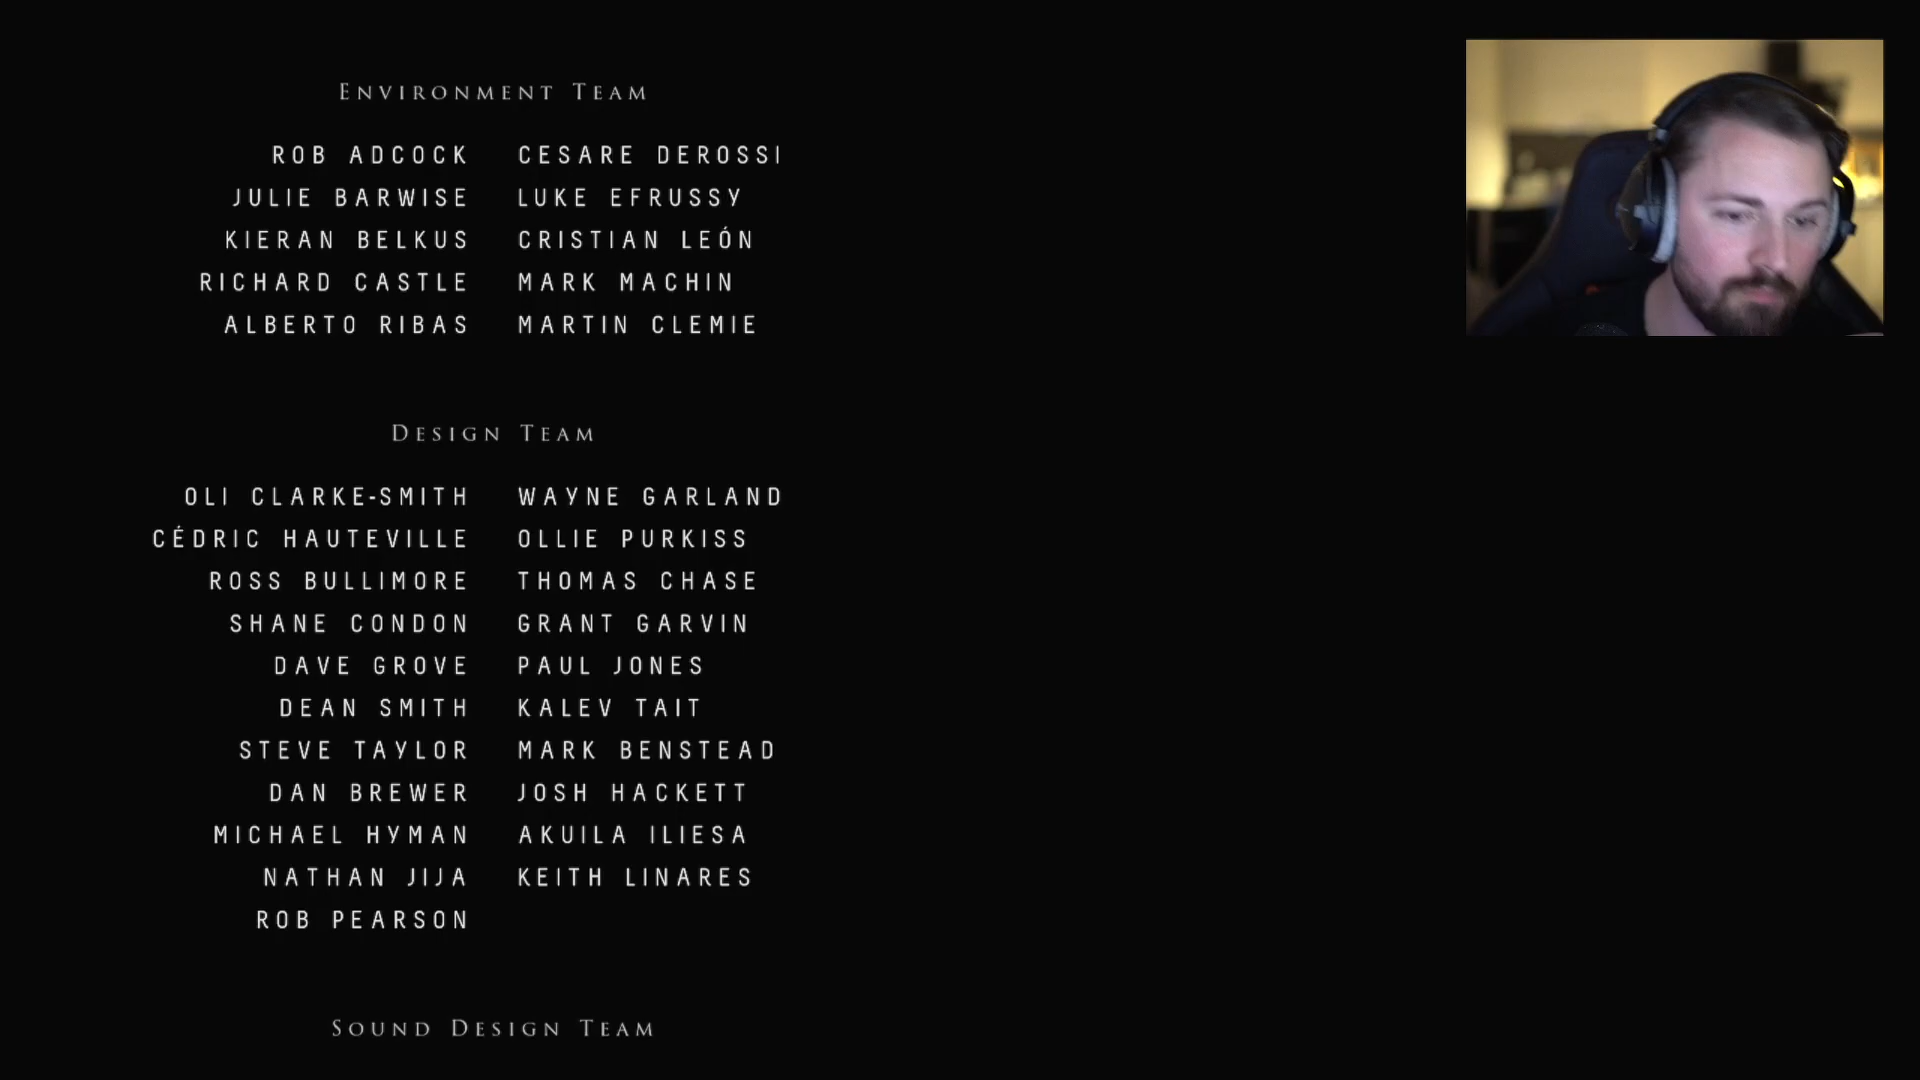 Environment Team
ROB ADCOCK CESARE DEROSSI
JULIE BARWISE LUKE EFRUSSY
KIERAN BELKUS CRISTIAN LEÓN
RICHARD CASTLE MARK MACHIN
ALBERTO RIBAS MARTIN CLEMIE
Design Team
OLI CLARKE-SMITH WAYNE GARLAND
CÉDRIC HAUTEVILLE OLLIE PURKISS
ROSS BULLIMORE THOMAS CHASE
SHANE CONDON GRANT GARVIN
DAVE GROVE PAUL JONES
DEAN SMITH KALEV TAIT
STEVE TAYLOR MARK BENSTEAD
DAN BREWER JOSH HACKETT
MICHAEL HYMAN AKUILA ILIESA
NATHAN JIJA KEITH LINARES
ROB PEARSON
Sound Design Team